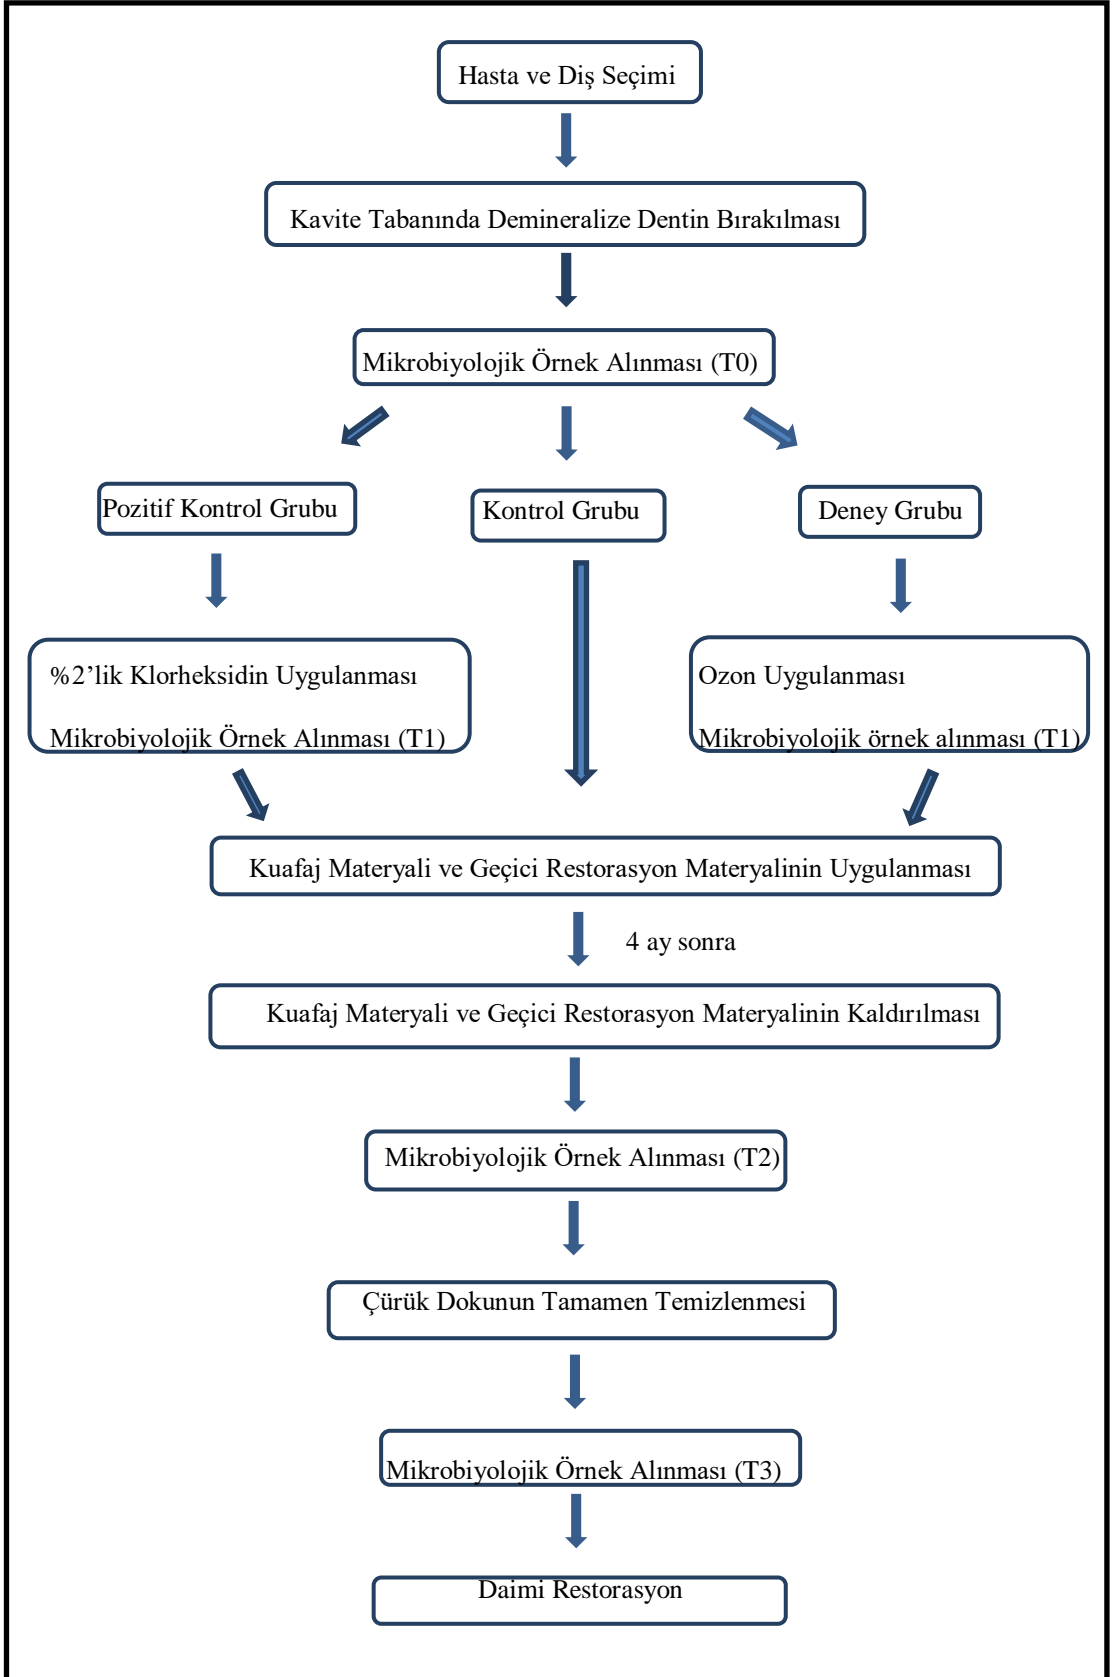 Hasta ve Diş Seçimi
Kavite Tabanında Demineralize Dentin Bırakılması
Mikrobiyolojik Örnek Alınması (T0)
Pozitif Kontrol Grubu
Kontrol Grubu
Deney Grubu
%2’lik Klorheksidin Uygulanması
Mikrobiyolojik Örnek Alınması (T1)
Ozon Uygulanması
Mikrobiyolojik örnek alınması (T1)
Kuafaj Materyali ve Geçici Restorasyon Materyalinin Uygulanması
4 ay sonra
Kuafaj Materyali ve Geçici Restorasyon Materyalinin Kaldırılması
Mikrobiyolojik Örnek Alınması (T2)
Çürük Dokunun Tamamen Temizlenmesi
Mikrobiyolojik Örnek Alınması (T3)
Daimi Restorasyon